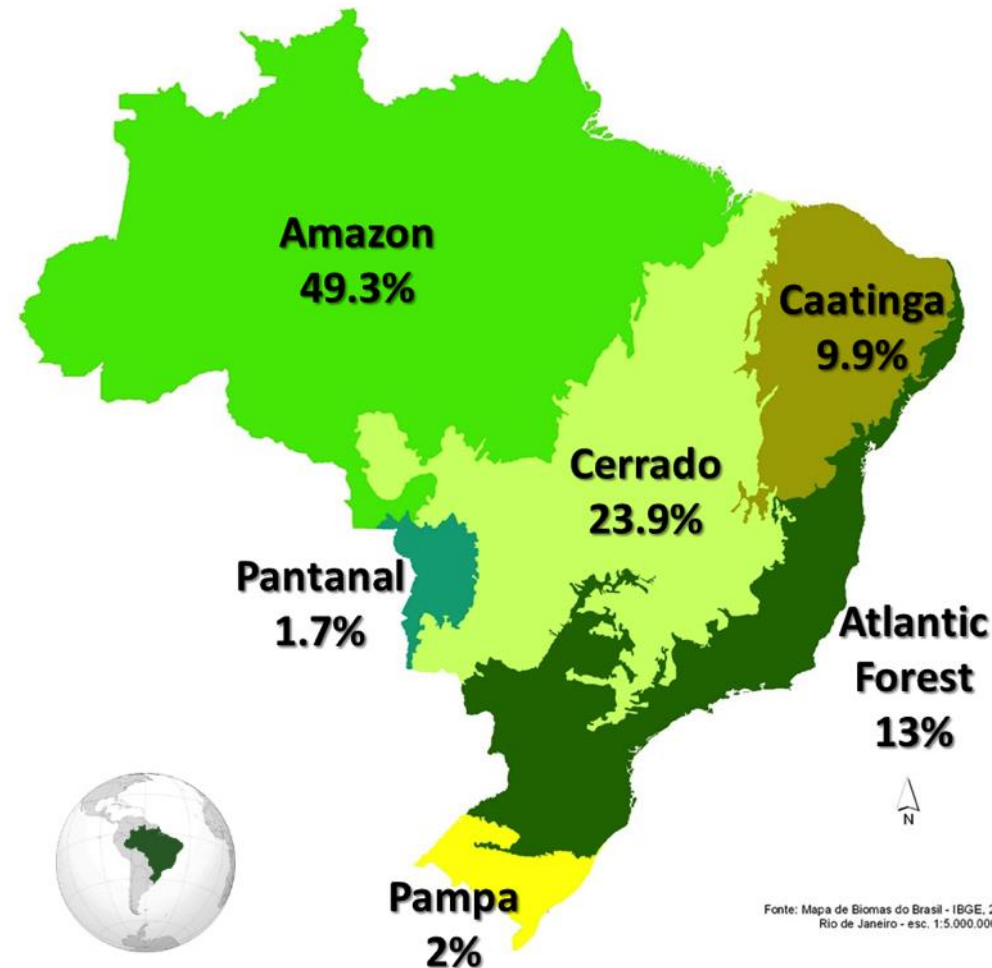 Amazon
49.3%
Caatinga
9.9%
Cerrado
23.9%
Pantanal
1.7%
Atlantic
Forest
13%
N
Pampa
2%
Fonte: Mapa de Biomas do Brasil - IBGE,
Rio de Janeiro - esc. 1:5.000.000